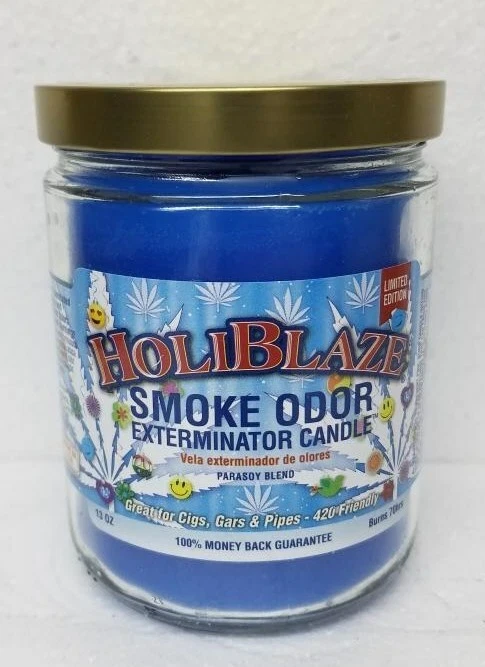 LIMITED
EDITION
HOLIBLAZE
SMOKE ODOR
EXTERMINATOR CANDLE™
Vela exterminador de olores
PARASOY BLEND
Great for Cigs, Gars & Pipes - 420 Friendly
13 OZ
Burns 70hrs
100% MONEY BACK GUARANTEE